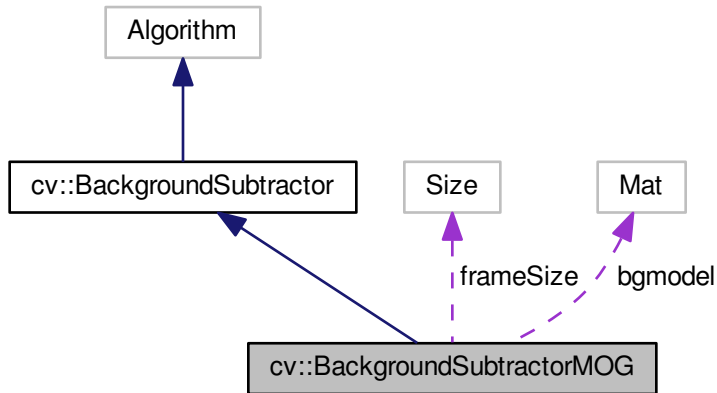 Algorithm
cv::BackgroundSubtractor
Size
Mat
frameSize
bgmodel
cv::BackgroundSubtractorMOG